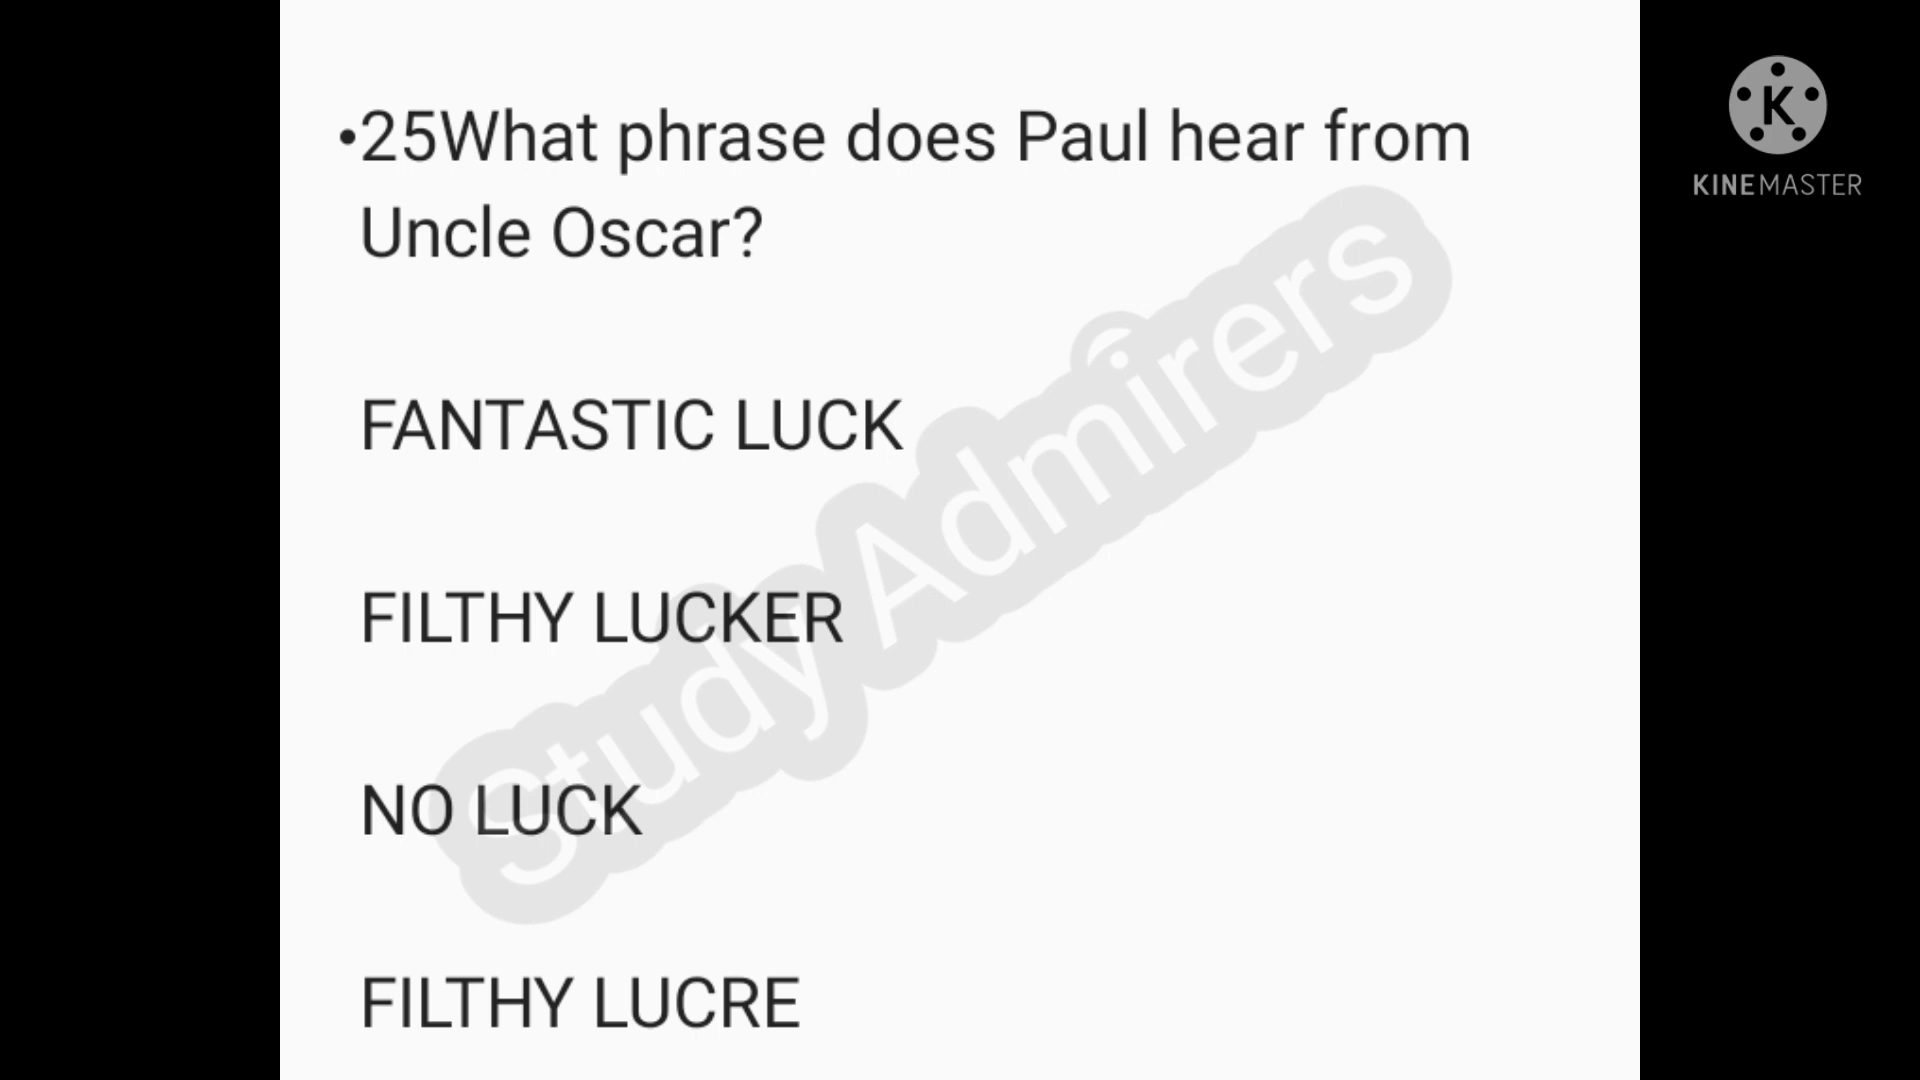 •25What phrase does Paul hear from
Uncle Oscar?
FANTASTIC LUCK
FILTHY LUCKER
NO LUCK
FILTHY LUCRE
Study Admirers
K
KINEMASTER